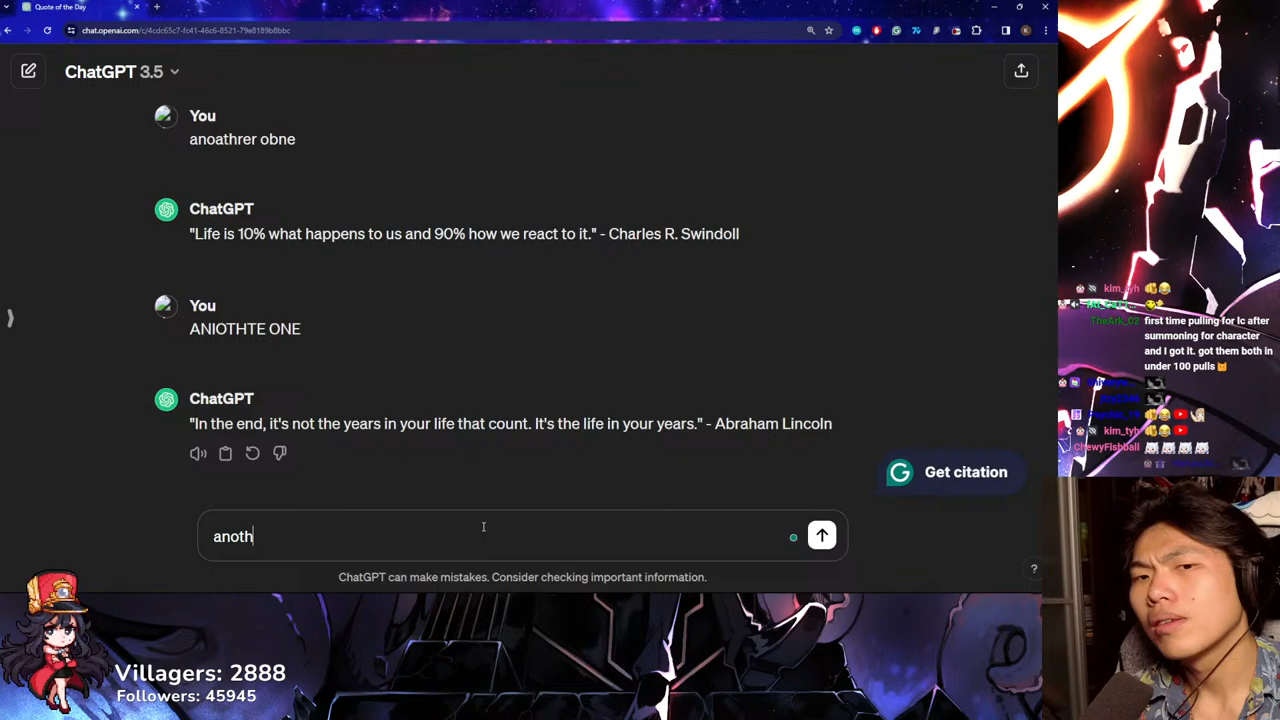 Quote of the Day
chat.openai.com/c/4cdc65c7-fc41-46c6-8521-79e8189b8bbc
ChatGPT 3.5
You
anoathrer obne
ChatGPT
"Life is 10% what happens to us and 90% how we react to it." - Charles R. Swindoll
You
ANIOTHTE ONE
ChatGPT
"In the end, it's not the years in your life that count. It's the life in your years." - Abraham Lincoln
Get citation
anoth
ChatGPT can make mistakes. Consider checking important information.
?
Villagers: 2888
Followers: 45945
kim_tyh
TheArk_02
first time pulling for lc after
summoning for character
and I got it. got them both in
under 100 pulls
kim_tyh
ChewyFishball